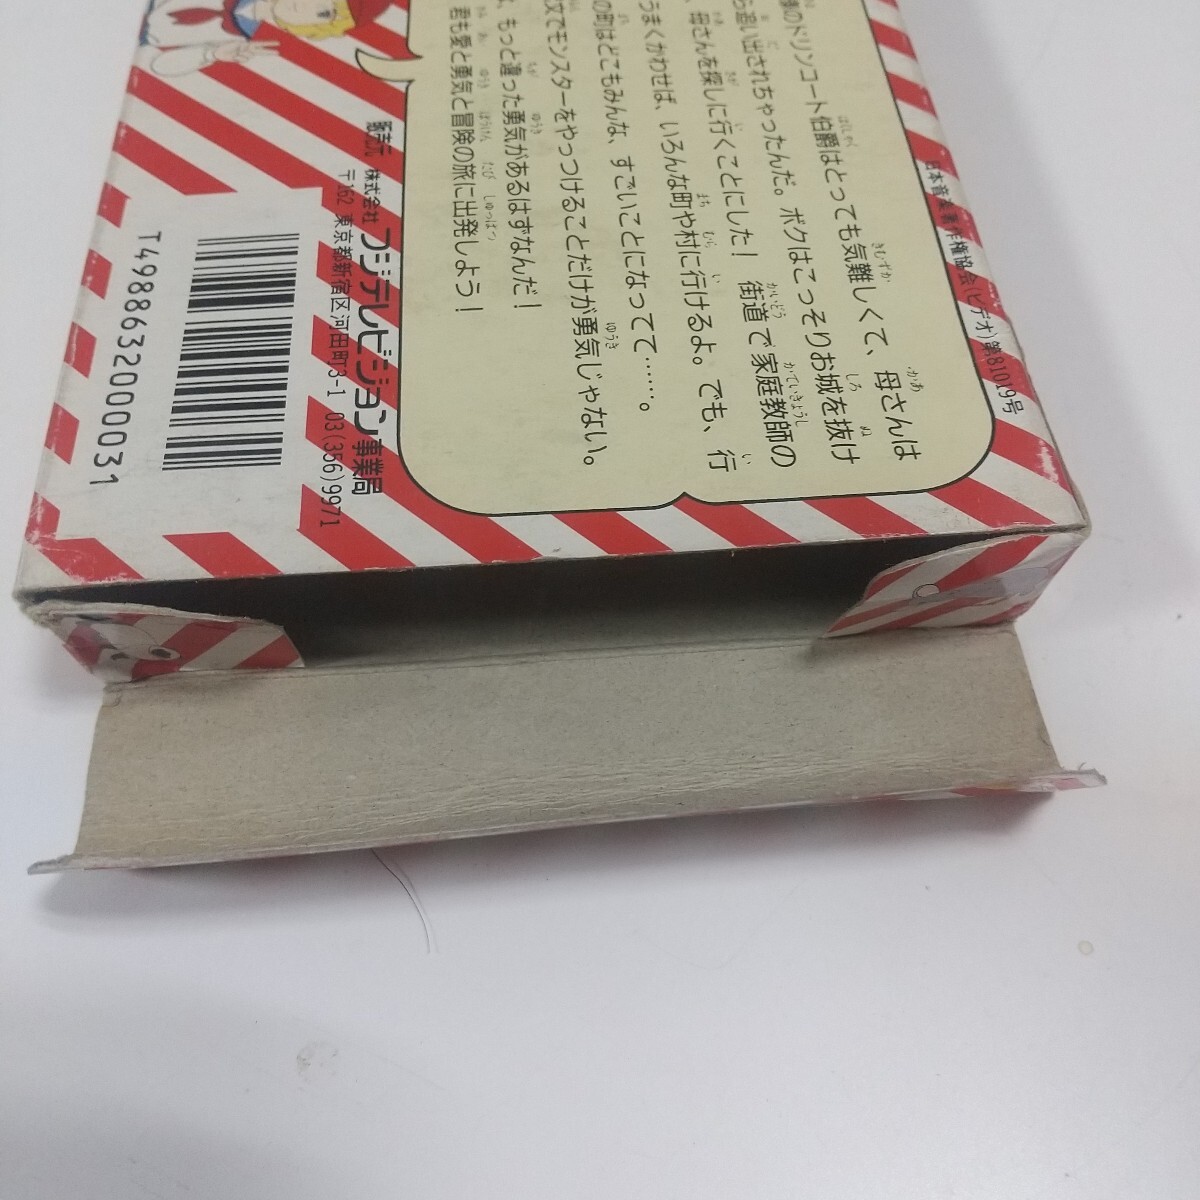 日本音楽著作権協会(ビデオ)第81019号
のドリンコート伯爵はとっても気難しくて、母さんは
ら追い出されちゃったんだ。ボクはこっそりお城を抜け
、母さんを探しに行くことにした! 街道で家庭教師の
うまくかわせば、いろんな町や村に行けるよ。でも、行
の町はどこもみんな、すごいことになってて……。
文でモンスターをやっつけることだけが勇気じゃない。
、もっと違った勇気があるはずなんだ!
君も愛と勇気と冒険の旅に出発しよう!
販売元 株式会社 フジテレビジョン 事業局
〒162 東京都新宿区河田町3-1 03(356)9971
T4988632000031